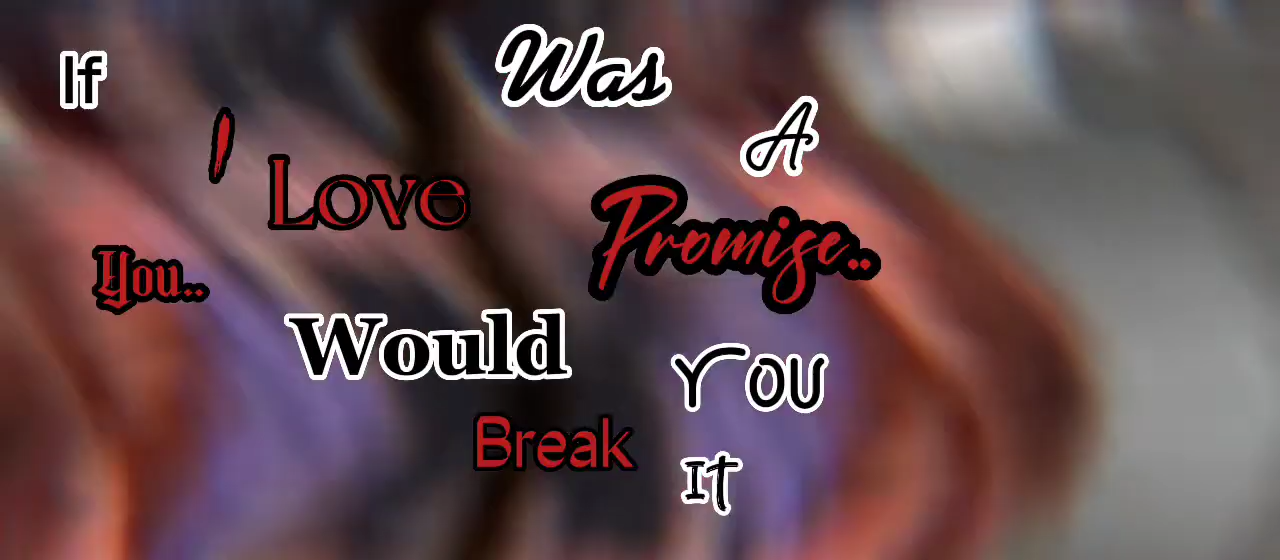 If
I Love
You..
Was
A
Promise..
Would You
Break It